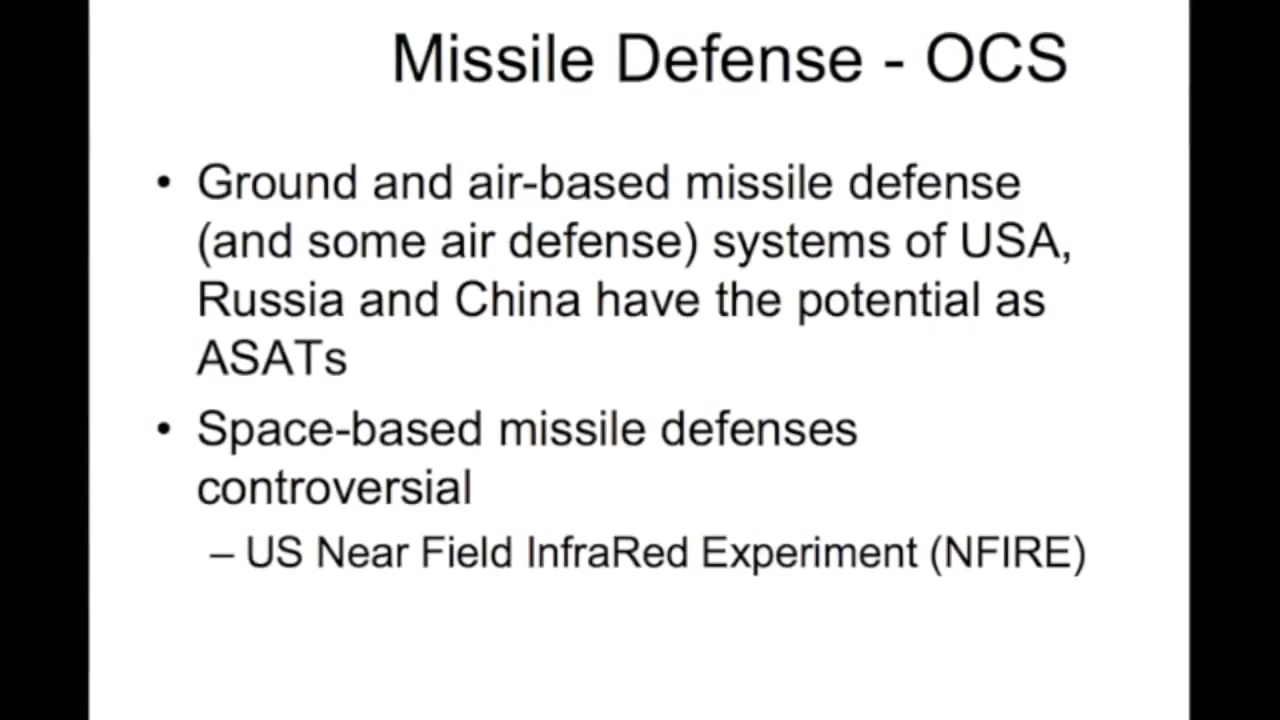 Missile Defense - OCS
• Ground and air-based missile defense
(and some air defense) systems of USA,
Russia and China have the potential as
ASATs
• Space-based missile defenses
controversial
– US Near Field InfraRed Experiment (NFIRE)